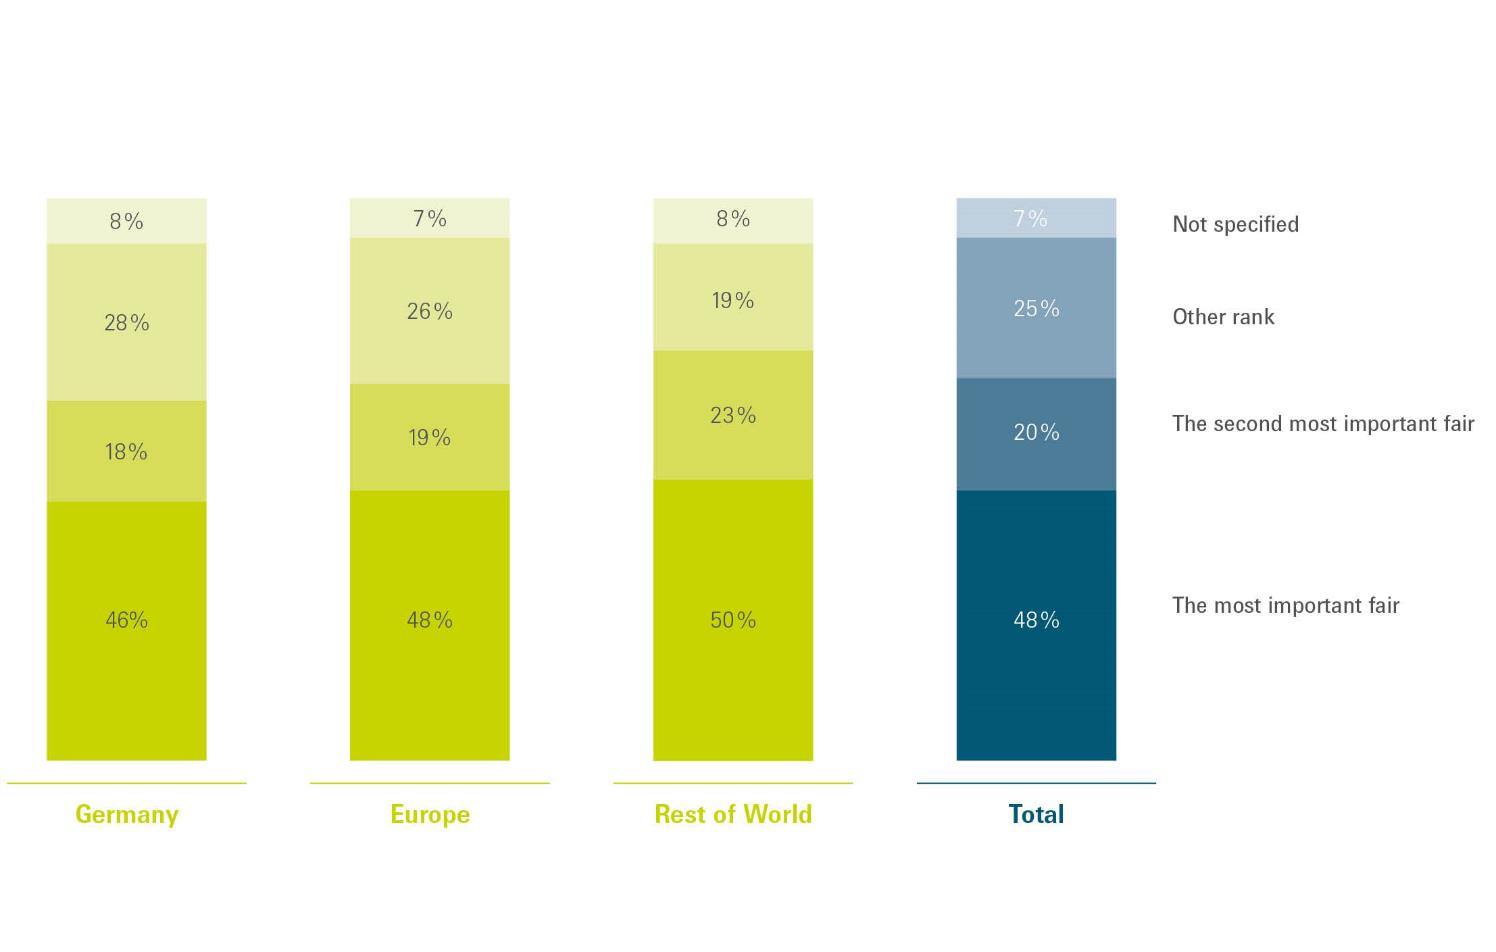 8%
7%
8%
7%
Not specified
28%
26%
19%
25%
Other rank
18%
19%
23%
20%
The second most important fair
46%
48%
50%
48%
The most important fair
Germany
Europe
Rest of World
Total